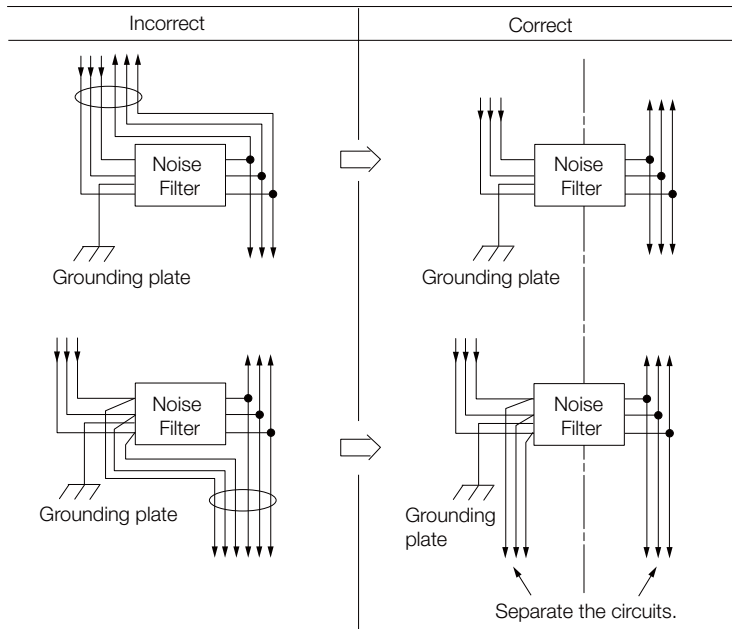 Incorrect
Correct
Noise
Filter
Grounding plate
Noise
Filter
Grounding plate
Noise
Filter
Grounding plate
Noise
Filter
Grounding
plate
Separate the circuits.